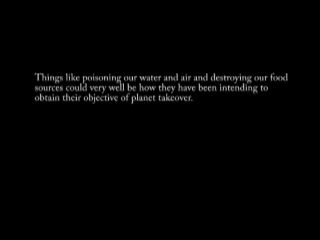 Things like poisoning our water and air and destroying our food
sources could very well be how they have been intending to
obtain their objective of planet takeover.